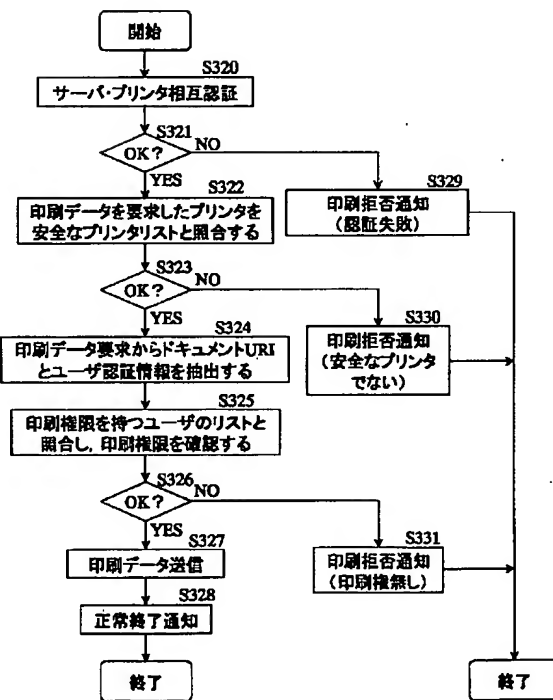 開始
S320
サーバ・プリンタ相互認証
S321
OK?
NO
YES
S322
印刷データを要求したプリンタを
安全なプリンタリストと照合する
S329
印刷拒否通知
(認証失敗)
S323
OK?
NO
YES
S324
印刷データ要求からドキュメントURI
とユーザ認証情報を抽出する
S330
印刷拒否通知
(安全なプリンタ
でない)
S325
印刷権限を持つユーザのリストと
照合し,印刷権限を確認する
S326
OK?
NO
YES
S327
印刷データ送信
S331
印刷拒否通知
(印刷権無し)
S328
正常終了通知
終了
終了